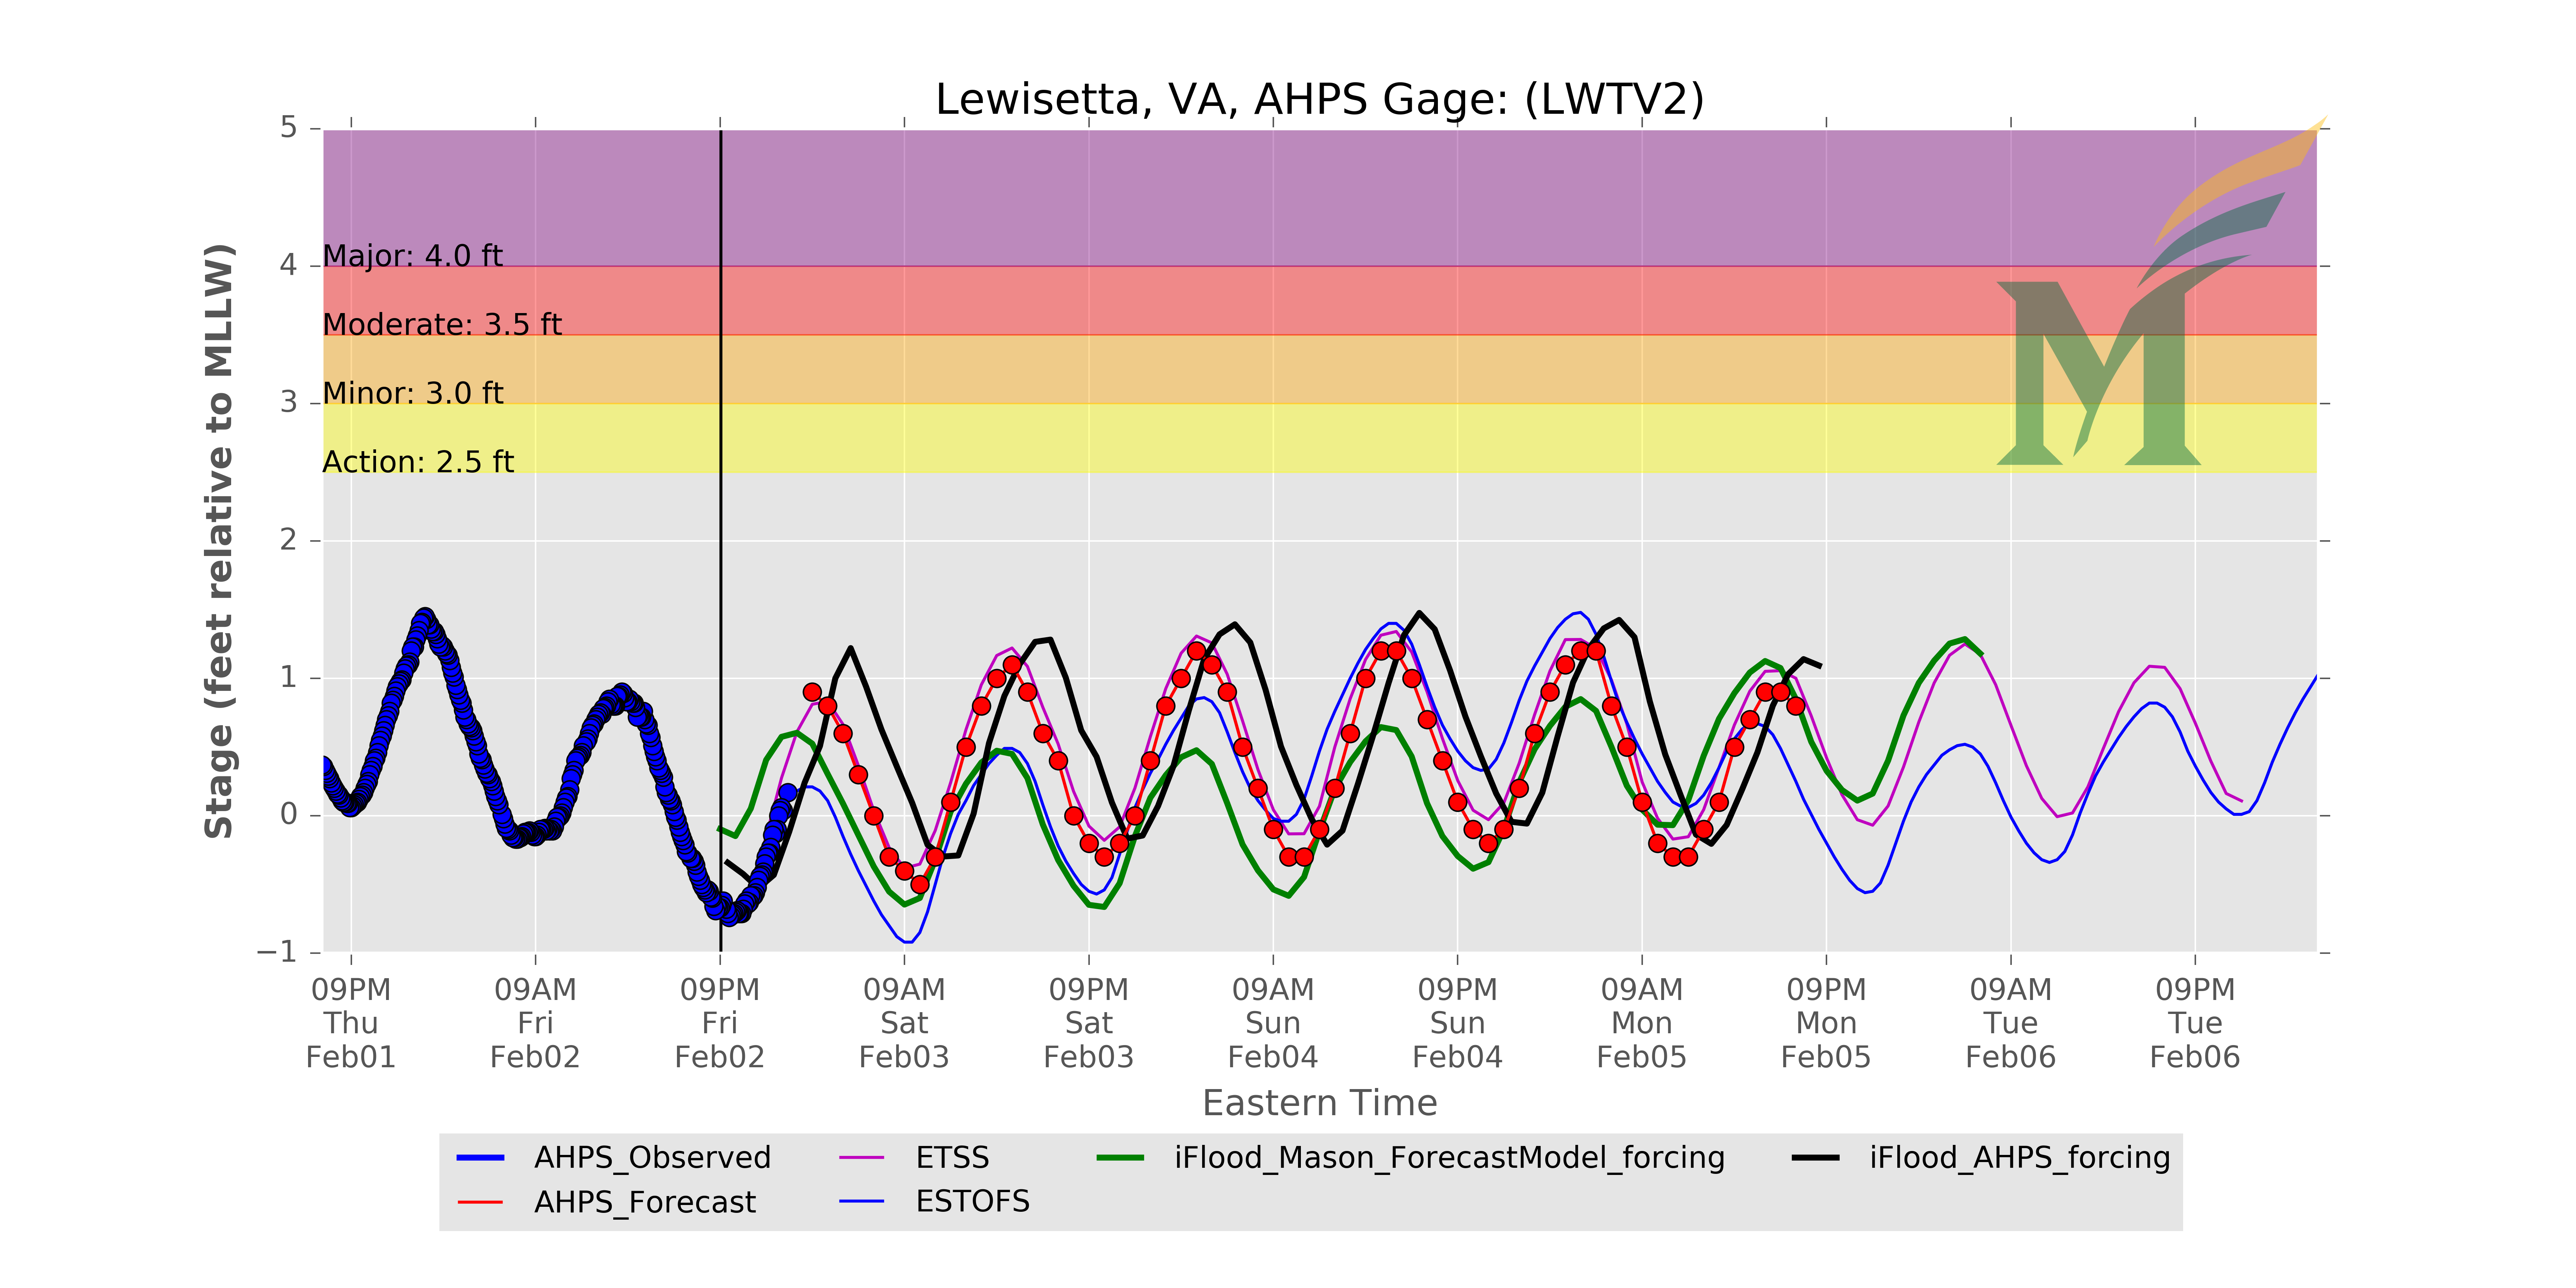 Lewisetta, VA, AHPS Gage: (LWTV2)
Stage (feet relative to MLLW)
5
4
3
2
1
0
−1
Major: 4.0 ft
Moderate: 3.5 ft
Minor: 3.0 ft
Action: 2.5 ft
M
09PM 09AM 09PM 09AM 09PM 09AM 09PM 09AM 09PM 09AM 09PM
Thu Fri Fri Sat Sat Sun Sun Mon Mon Tue Tue
Feb01 Feb02 Feb02 Feb03 Feb03 Feb04 Feb04 Feb05 Feb05 Feb06 Feb06
Eastern Time
AHPS_Observed ETSS iFlood_Mason_ForecastModel_forcing iFlood_AHPS_forcing
AHPS_Forecast ESTOFS